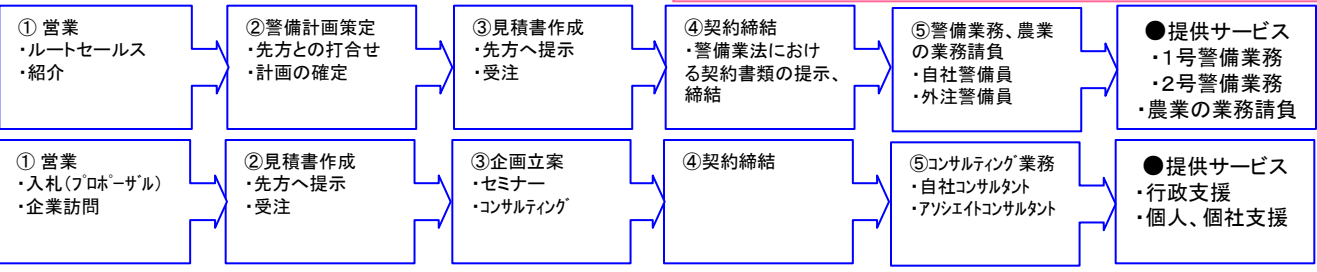 ① 営業
・ルートセールス
・紹介
②警備計画策定
・先方との打合せ
・計画の確定
③見積書作成
・先方へ提示
・受注
④契約締結
・警備業法におけ
る契約書類の提示、
締結
⑤警備業務、農業
の業務請負
・自社警備員
・外注警備員
●提供サービス
・1号警備業務
・2号警備業務
・農業の業務請負
① 営業
・入札(ﾌﾟﾛﾎﾟｰｻﾞﾙ)
・企業訪問
②見積書作成
・先方へ提示
・受注
③企画立案
・セミナー
・ｺﾝｻﾙﾃｨﾝｸﾞ
④契約締結
⑤ｺﾝｻﾙﾃｨﾝｸﾞ業務
・自社ｺﾝｻﾙﾀﾝﾄ
・ｱｿｼｴｲﾄｺﾝｻﾙﾀﾝﾄ
●提供サービス
・行政支援
・個人、個社支援